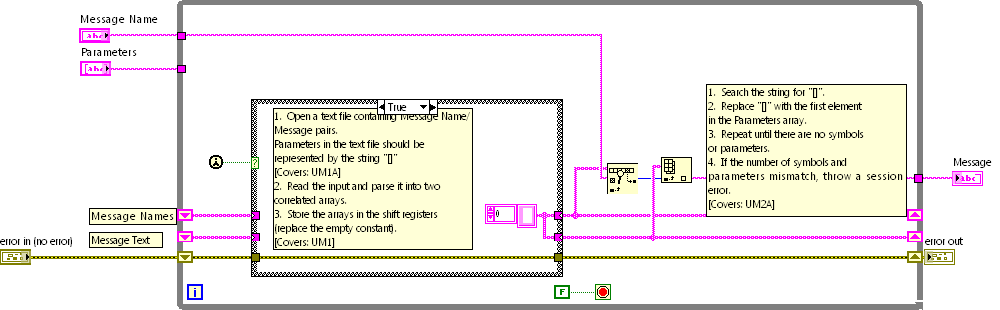 Message Name
abc
Parameters
abc
True
1. Open a text file containing Message Name/
Message pairs.
Parameters in the text file should be
represented by the string "[]"
[Covers: UM1A]
2. Read the input and parse it into two
correlated arrays.
3. Store the arrays in the shift registers
(replace the empty constant).
[Covers: UM1]
?
0
1. Search the string for "[]".
2. Replace "[]" with the first element
in the Parameters array.
3. Repeat until there are no symbols
or parameters.
4. If the number of symbols and
parameters mismatch, throw a session
error.
[Covers: UM2A]
Message
abc
Message Names
Message Text
error in (no error)
error out
i
F